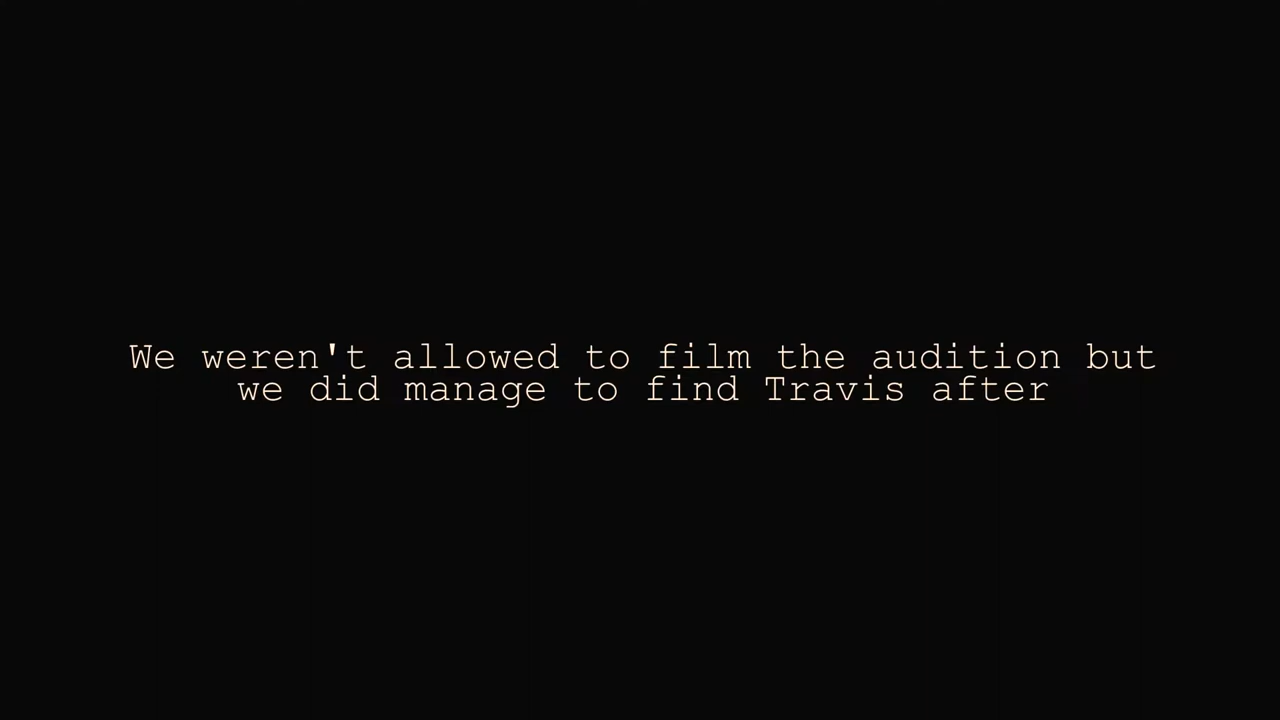 We weren't allowed to film the audition but
we did manage to find Travis after